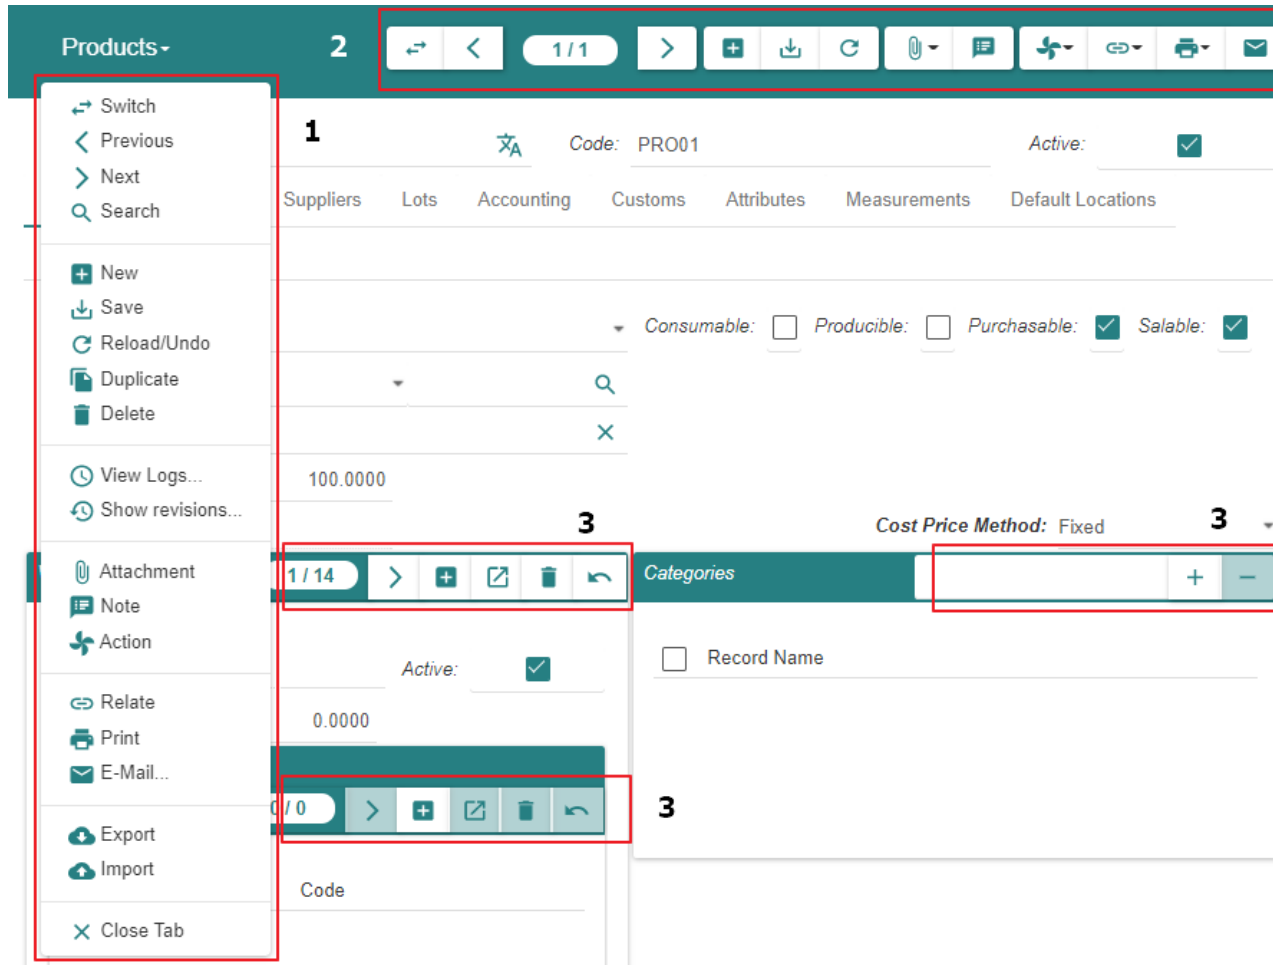 Products
2
1 / 1
Switch
Previous
Next
Search
New
Save
Reload/Undo
Duplicate
Delete
View Logs...
Show revisions...
Attachment
Note
Action
Relate
Print
E-Mail...
Export
Import
Close Tab
1
Code: PRO01
Active:
Suppliers Lots Accounting Customs Attributes Measurements Default Locations
Consumable: Producible: Purchasable: Salable:
100.0000
3
Cost Price Method: Fixed
3
1 / 14
Categories
Record Name
Active:
0.0000
/ 0
3
Code